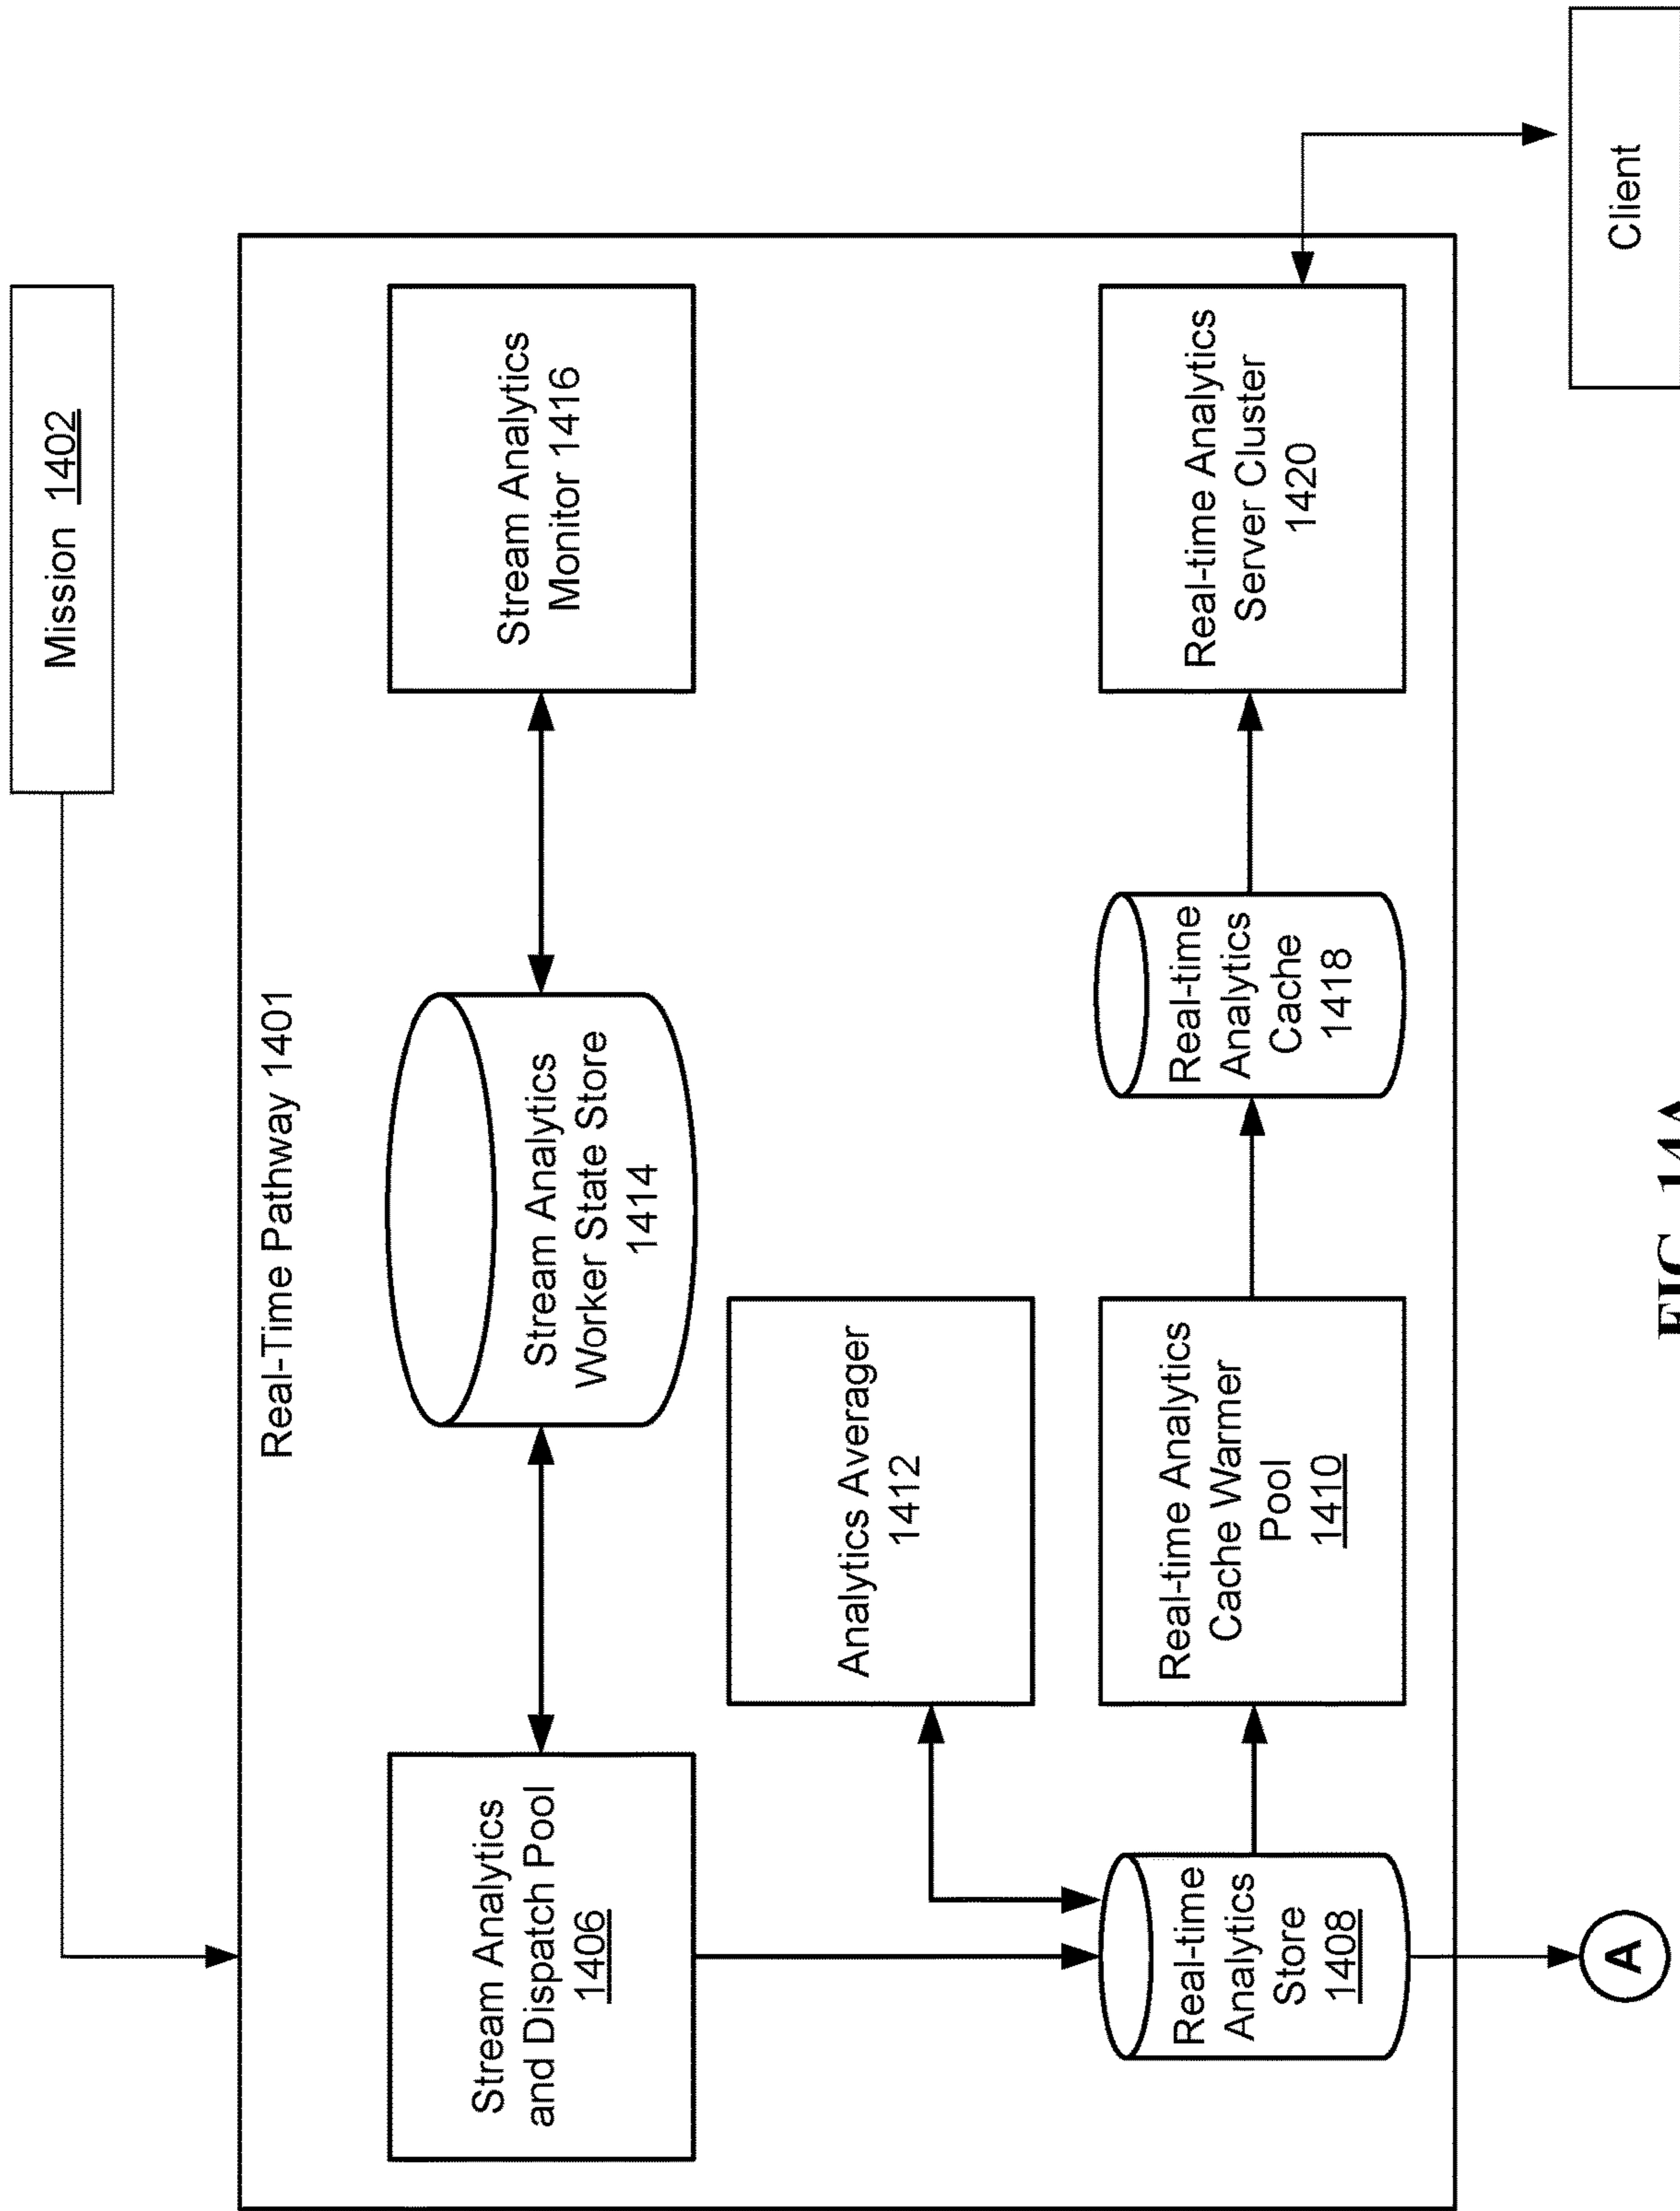 Mission 1402
Real-Time Pathway 1401
Stream Analytics
and Dispatch Pool
1406
Stream Analytics
Worker State Store
1414
Stream Analytics
Monitor 1416
Analytics Averager
1412
Real-time
Analytics
Store
1408
Real-time Analytics
Cache Warmer
Pool
1410
Real-time
Analytics
Cache
1418
Real-time Analytics
Server Cluster
1420
A
Client
FIG. 14A